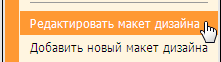 Редактировать макет дизайна
Добавить новый макет дизайна